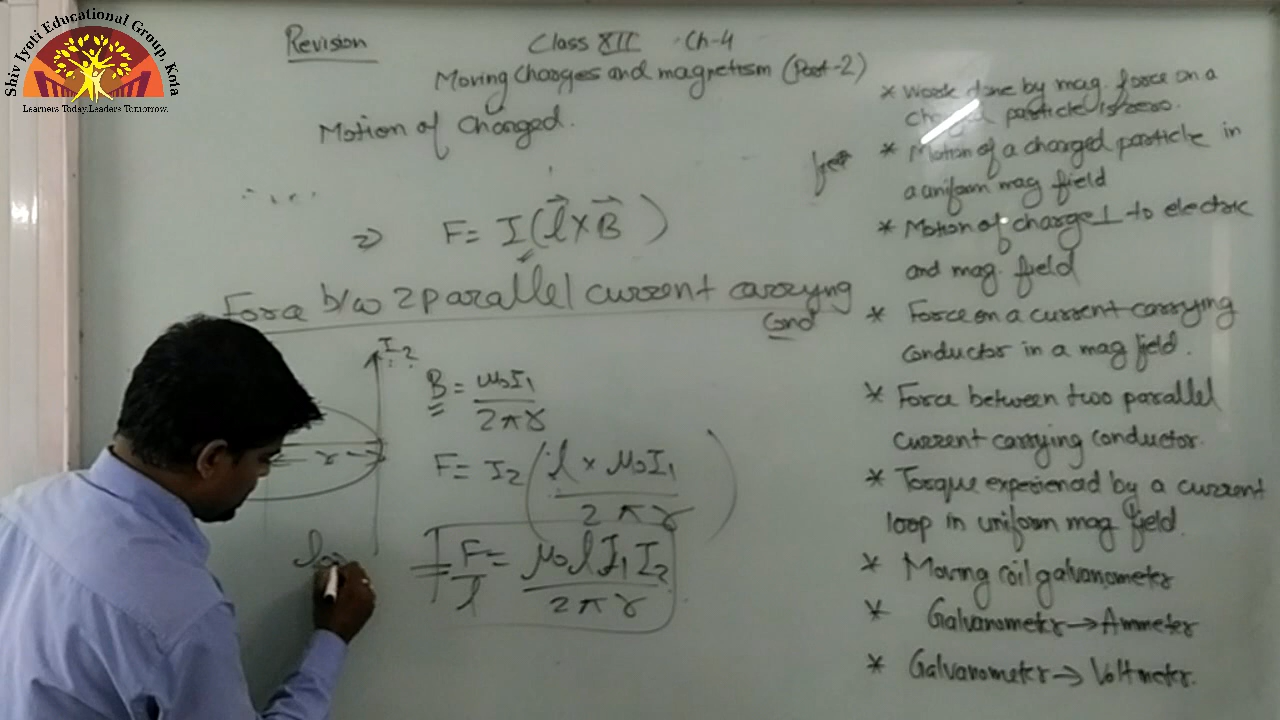 Shiv Jyoti Educational Group, Kota
Learners Today.Leaders Tomorrow.
Revision
Class XII Ch-4
Moving Charges and magnetism (Part-2)
Motion of Charged.
⇒ F= I(l⃗×B⃗)
Force b/w 2 parallel current carrying
Cond
I₂
r
B = μ₀I₁/2πr
F= I₂ (l × μ₀I₁/2πr)
F/l = μ₀lI₁I₂/2πr
* Work done by mag. force on a
charged particle is zero.
* Motion of a charged particle in
a uniform mag field
* Motion of charge ⊥ to electric
and mag. field
* Force on a current carrying
conductor in a mag field.
* Force between two parallel
current carrying conductor.
* Torque experienced by a current
loop in uniform mag field.
* Moving coil galvanometer
* Galvanometer → Ammeter
* Galvanometer → Voltmeter.